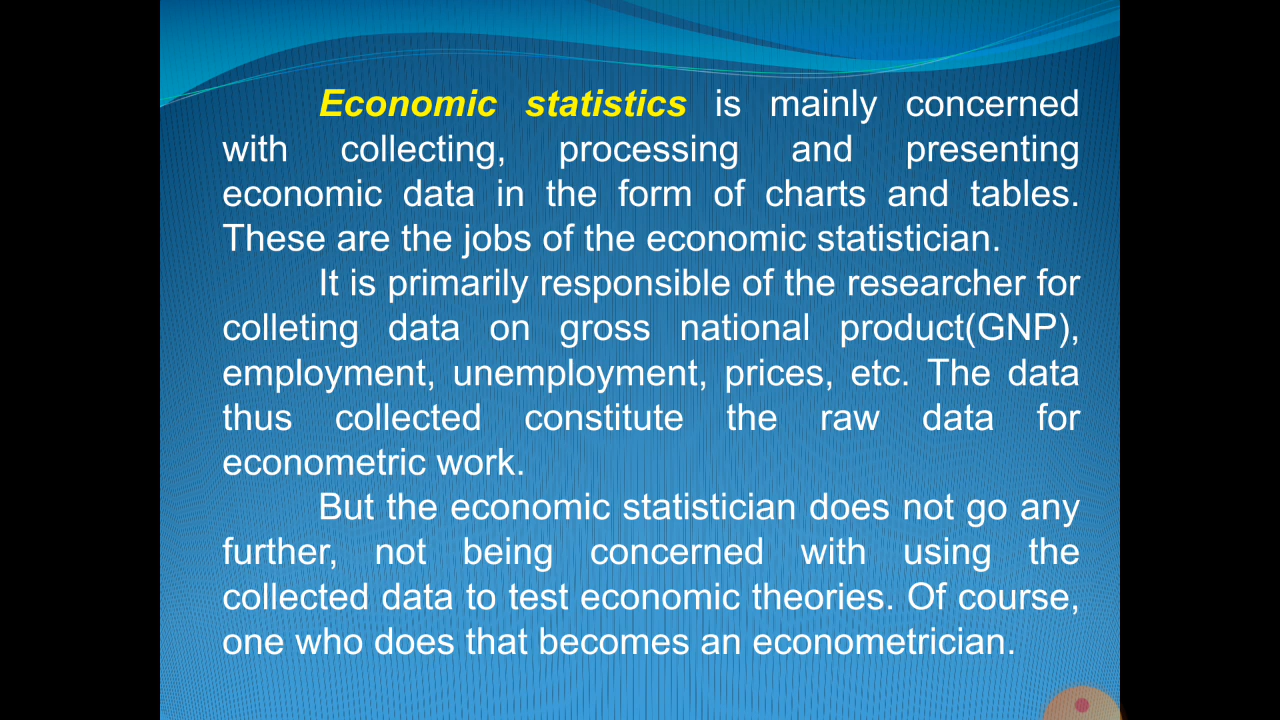 Economic statistics is mainly concerned
with collecting, processing and presenting
economic data in the form of charts and tables.
These are the jobs of the economic statistician.
It is primarily responsible of the researcher for
colleting data on gross national product(GNP),
employment, unemployment, prices, etc. The data
thus collected constitute the raw data for
econometric work.
But the economic statistician does not go any
further, not being concerned with using the
collected data to test economic theories. Of course,
one who does that becomes an econometrician.